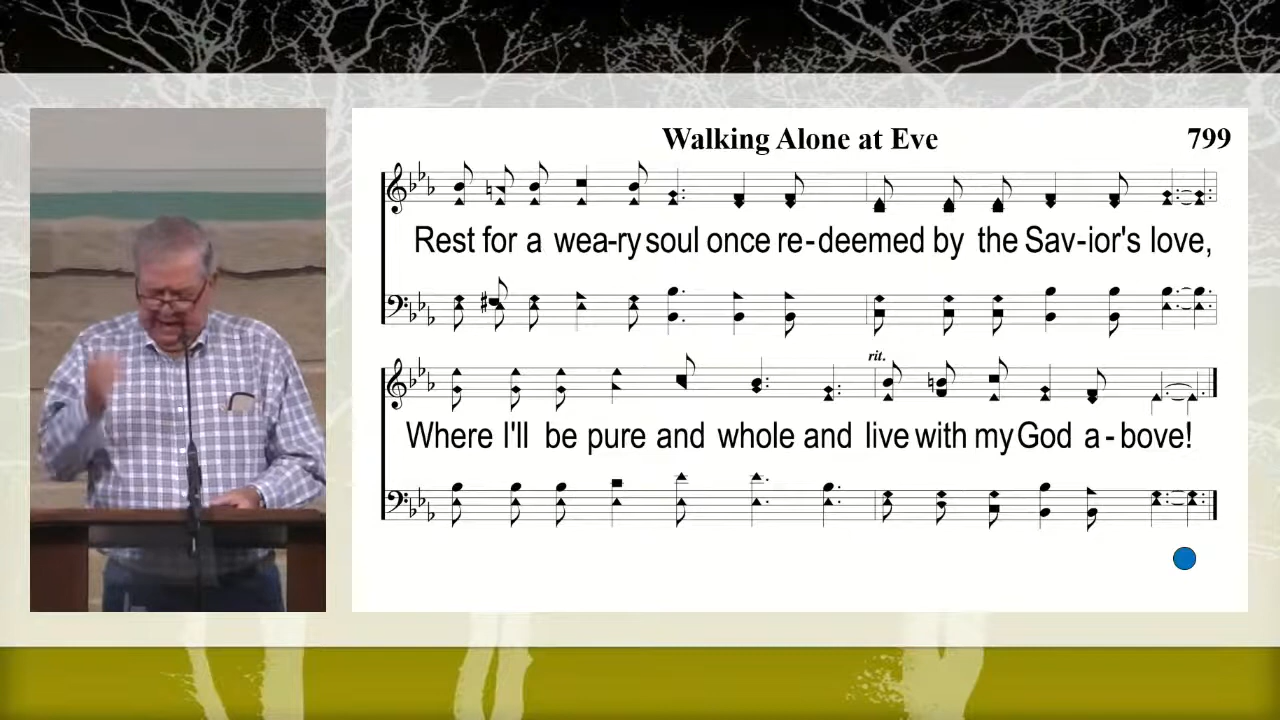 Walking Alone at Eve 799
Rest for a wea-ry soul once re-deemed by the Sav-ior's love,
rit.
Where I'll be pure and whole and live with my God a-bove!